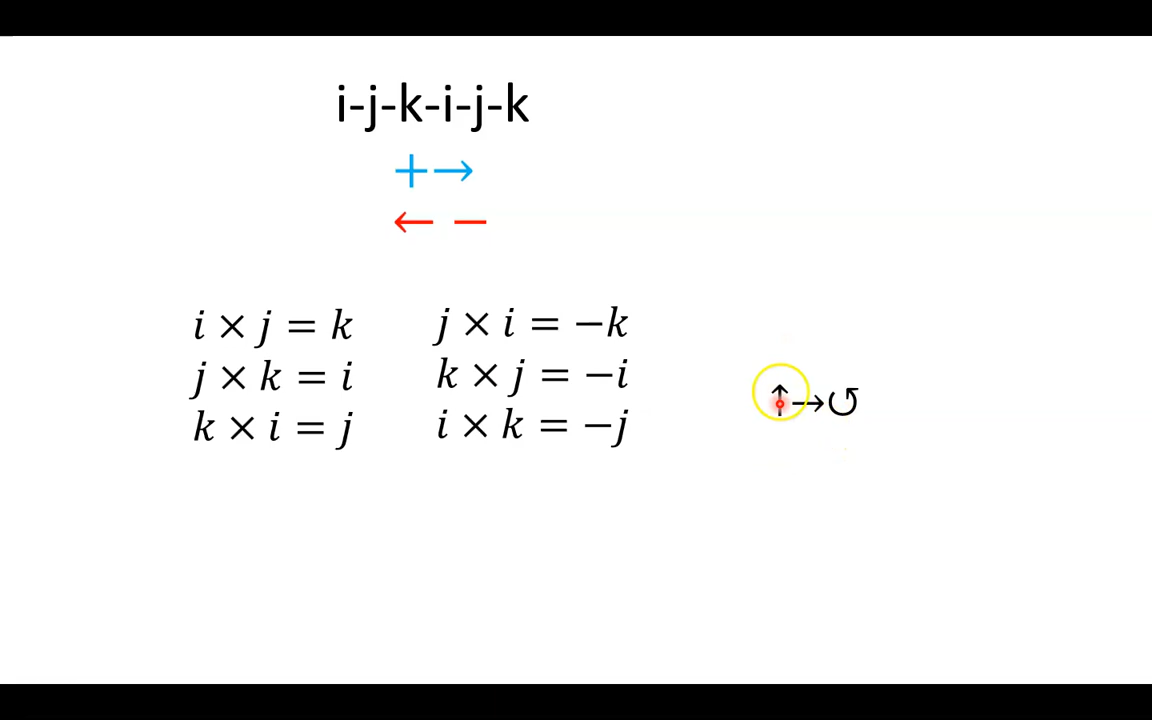 i-j-k-i-j-k
+→
← −
i × j = k
j × i = −k
j × k = i
k × j = −i
k × i = j
i × k = −j
↑→↺